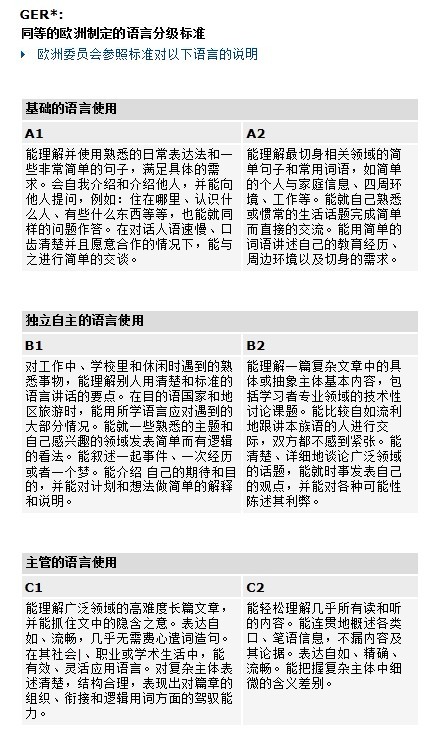 GER*:
同等的欧洲制定的语言分级标准
欧洲委员会参照标准对以下语言的说明
基础的语言使用
A1
能理解并使用熟悉的日常表达法和一
些非常简单的句子，满足具体的需
求。会自我介绍和介绍他人，并能向
他人提问，例如：住在哪里、认识什
么人、有些什么东西等等，也能就同
样的问题作答。在对话人语速慢、口
齿清楚并且愿意合作的情况下，能与
之进行简单的交谈。
A2
能理解最切身相关领域的简
单句子和常用词语，如简单
的个人与家庭信息、四周环
境、工作等。能就自己熟悉
或惯常的生活话题完成简单
而直接的交流。能用简单的
词语讲述自己的教育经历、
周边环境以及切身的需求。
独立自主的语言使用
B1
对工作中、学校里和休闲时遇到的熟
悉事物，能理解别人用清楚和标准的
语言讲话的要点。在目的语国家和地
区旅游时，能用所学语言应对遇到的
大部分情况。能就一些熟悉的主题和
自己感兴趣的领域发表简单而有逻辑
的看法。能叙述一起事件、一次经历
或者一个梦。能介绍 自己的期待和目
的，并能对计划和想法做简单的解释
和说明。
B2
能理解一篇复杂文章中的具
体或抽象主体基本内容，包
括学习者专业领域的技术性
讨论课题。能比较自如流利
地跟讲本族语的人进行交
际，双方都不感到紧张。能
清楚、详细地谈论广泛领域
的话题，能就时事发表自己
的观点，并能对各种可能性
陈述其利弊。
主管的语言使用
C1
能理解广泛领域的高难度长篇文章，
并能抓住文中的隐含之意。表达自
如、流畅，几乎无需费心遣词造句。
在其社会、职业或学术生活中，能
有效、灵活应用语言。对复杂主体表
述清楚，结构合理，表现出对篇章的
组织、衔接和逻辑用词方面的驾驭能
力。
C2
能轻松理解几乎所有读和听
的内容。能连贯地概述各类
口、笔语信息，不漏内容及
其论据。表达自如、精确、
流畅。能把握复杂主体中细
微的含义差别。